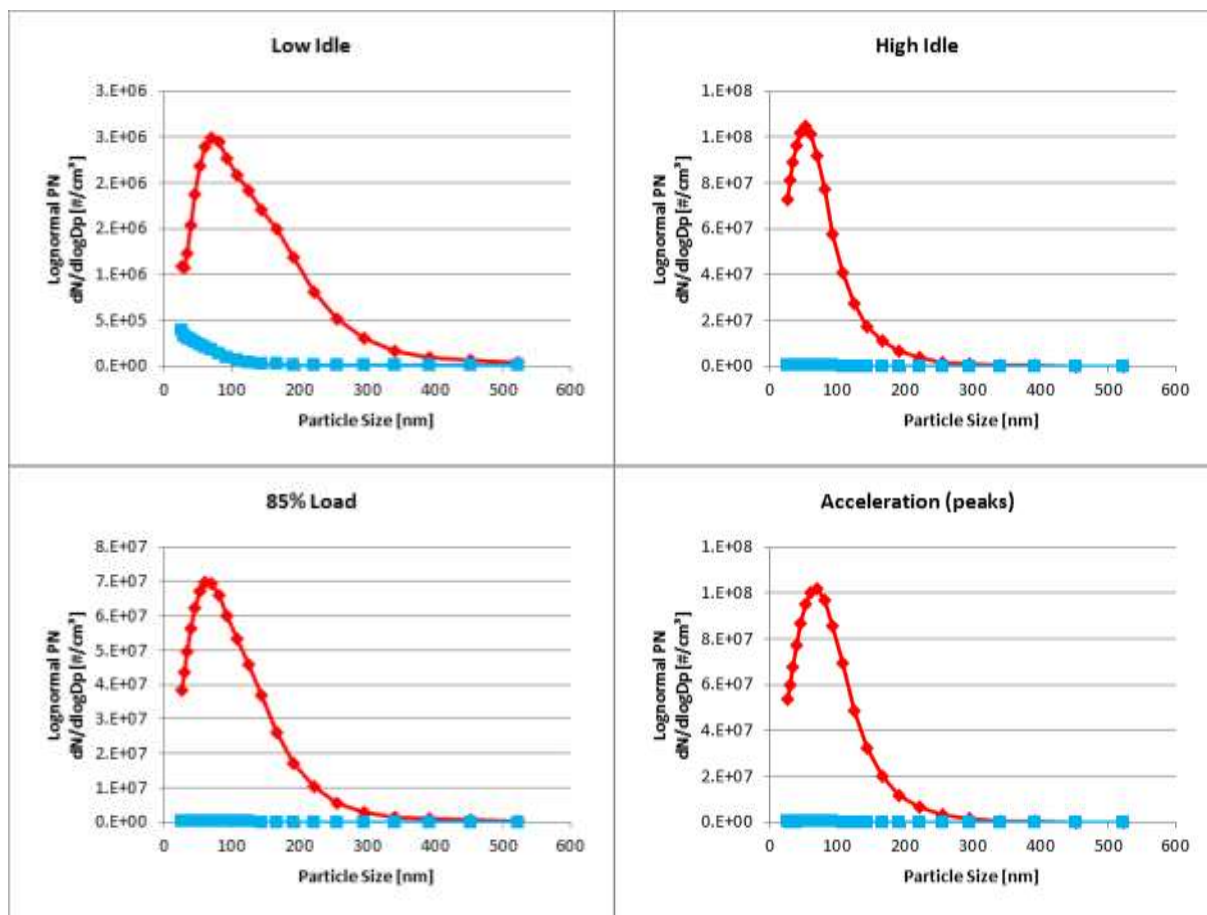 Low Idle
Lognormal PN
dN/dlogDp [#/cm³]
3.E+06
3.E+06
2.E+06
2.E+06
1.E+06
5.E+05
0.E+00
0 100 200 300 400 500 600
Particle Size [nm]
High Idle
Lognormal PN
dN/dlogDp [#/cm³]
1.E+08
1.E+08
8.E+07
6.E+07
4.E+07
2.E+07
0.E+00
0 100 200 300 400 500 600
Particle Size [nm]
85% Load
Lognormal PN
dN/dlogDp [#/cm³]
8.E+07
7.E+07
6.E+07
5.E+07
4.E+07
3.E+07
2.E+07
1.E+07
0.E+00
0 100 200 300 400 500 600
Particle Size [nm]
Acceleration (peaks)
Lognormal PN
dN/dlogDp [#/cm³]
1.E+08
1.E+08
8.E+07
6.E+07
4.E+07
2.E+07
0.E+00
0 100 200 300 400 500 600
Particle Size [nm]